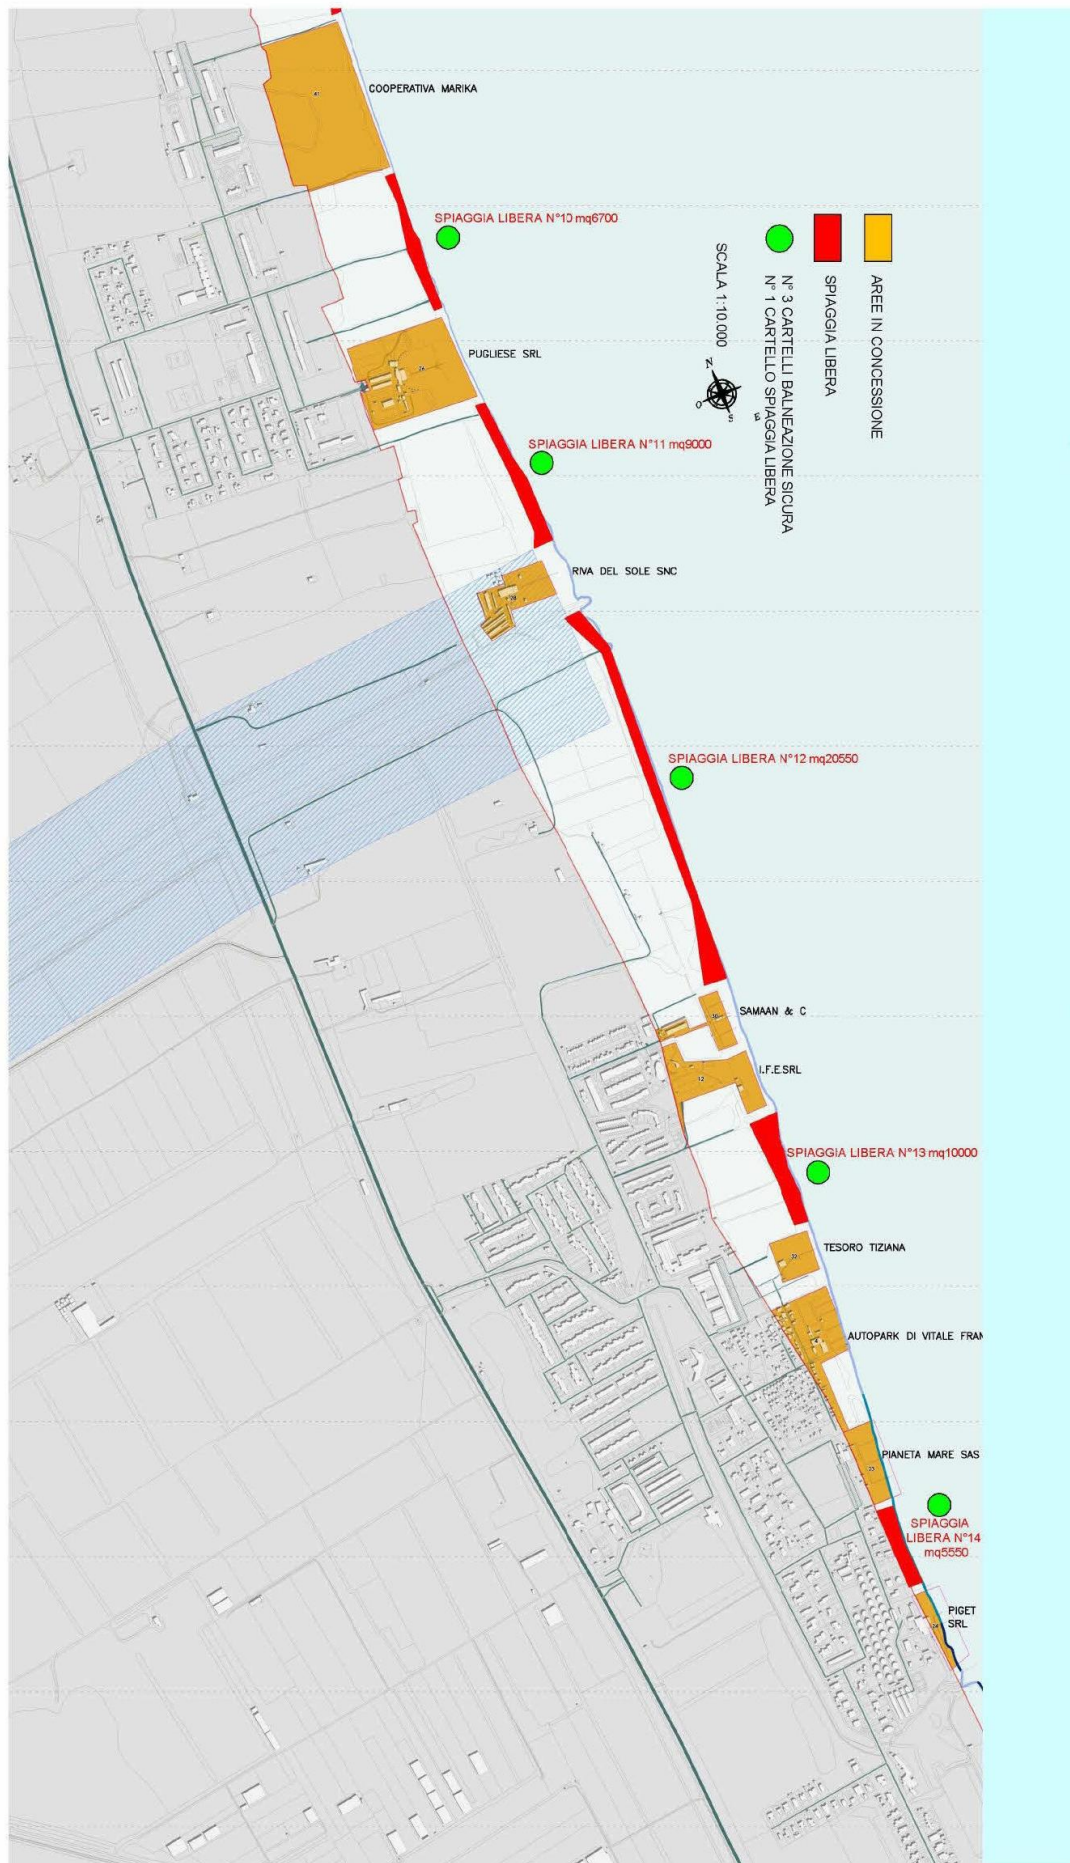 COOPERATIVA MARIKA
SPIAGGIA LIBERA N°10 mq6700
AREE IN CONCESSIONE
SPIAGGIA LIBERA
N° 3 CARTELLI BALNEAZIONE SICURA
N° 1 CARTELLO SPIAGGIA LIBERA
SCALA 1:10.000
N
E
S
O
PUGLIESE SRL
SPIAGGIA LIBERA N°11 mq9000
RIVA DEL SOLE SNC
SPIAGGIA LIBERA N°12 mq20550
SAMAAN & C
I.F.E.SRL
12
SPIAGGIA LIBERA N°13 mq10000
TESORO TIZIANA
AUTOPARK DI VITALE FRAN
PIANETA MARE SAS
SPIAGGIA
LIBERA N°14
mq5550
PIGET
SRL